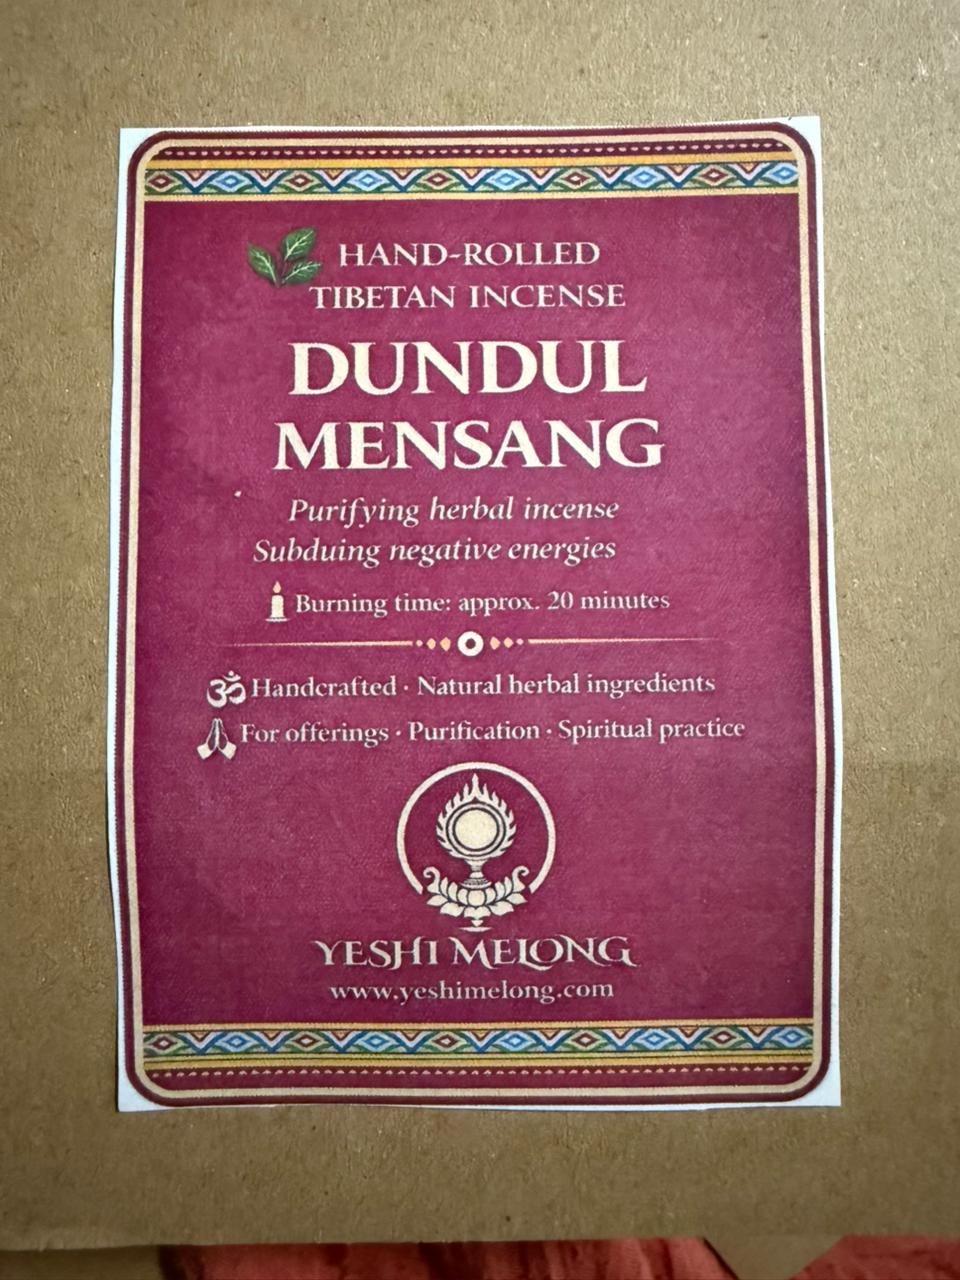 HAND-ROLLED
TIBETAN INCENSE
DUNDUL
MENSANG
Purifying herbal incense
Subduing negative energies
Burning time: approx. 20 minutes
ॐ Handcrafted · Natural herbal ingredients
For offerings · Purification · Spiritual practice
YESHI MELONG
www.yeshimelong.com